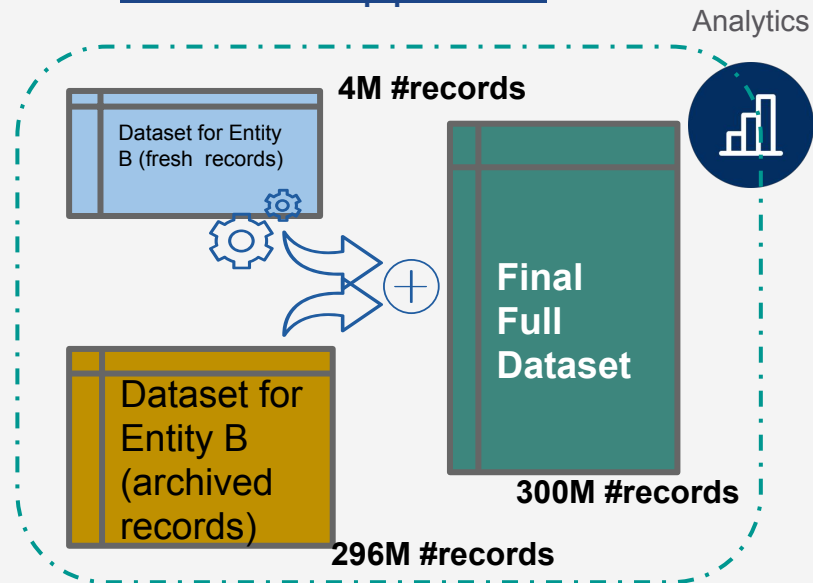 Analytics
4M #records
Dataset for Entity
B (fresh records)
Final
Full
Dataset
Dataset for
Entity B
(archived
records)
300M #records
296M #records